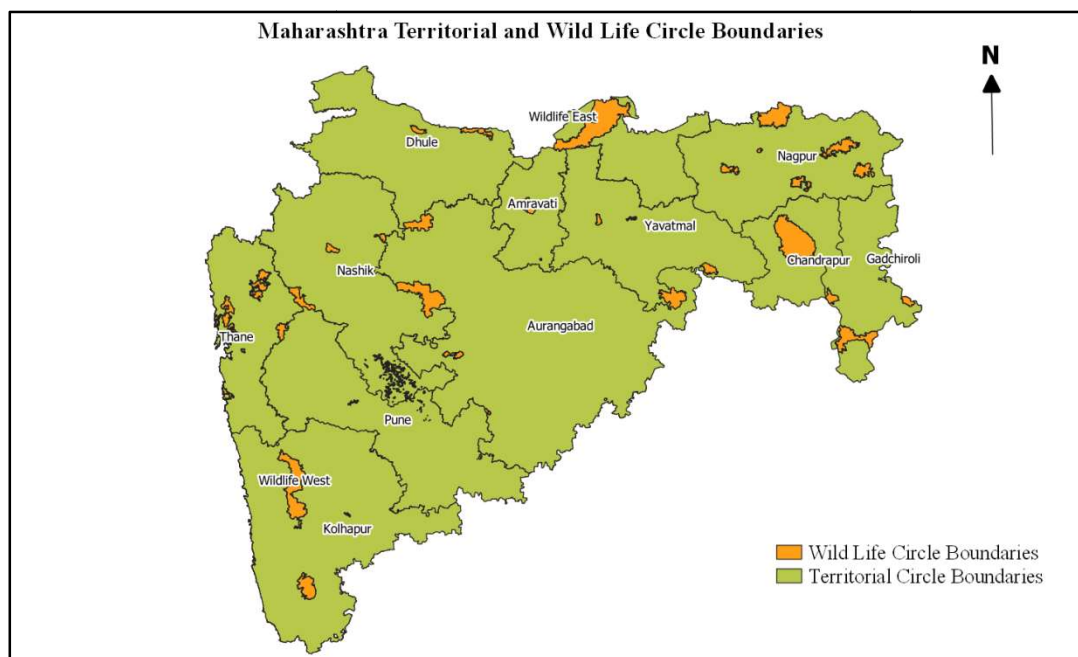 Maharashtra Territorial and Wild Life Circle Boundaries
N
Wildlife East
Dhule
Nagpur
Amravati
Yavatmal
Chandrapur
Gadchiroli
Nashik
Aurangabad
Thane
Pune
Wildlife West
Kolhapur
Wild Life Circle Boundaries
Territorial Circle Boundaries